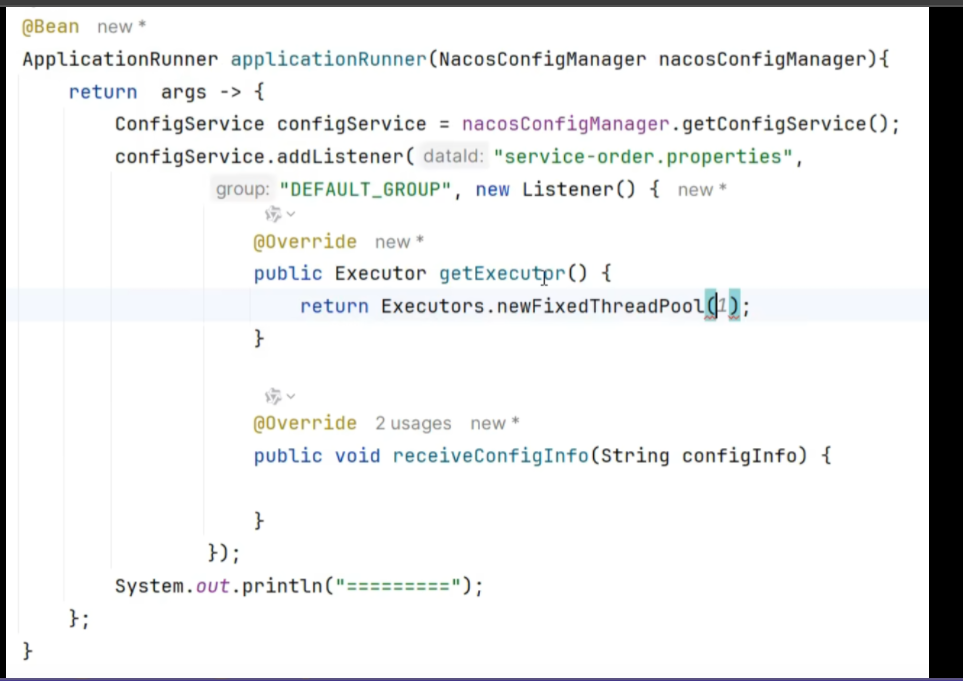 @Bean new *
ApplicationRunner applicationRunner(NacosConfigManager nacosConfigManager){
return args -> {
ConfigService configService = nacosConfigManager.getConfigService();
configService.addListener( dataId: "service-order.properties",
group: "DEFAULT_GROUP", new Listener() { new *
@Override new *
public Executor getExecutor() {
return Executors.newFixedThreadPool(1);
}
@Override 2 usages new *
public void receiveConfigInfo(String configInfo) {
}
});
System.out.println("=========");
};
}